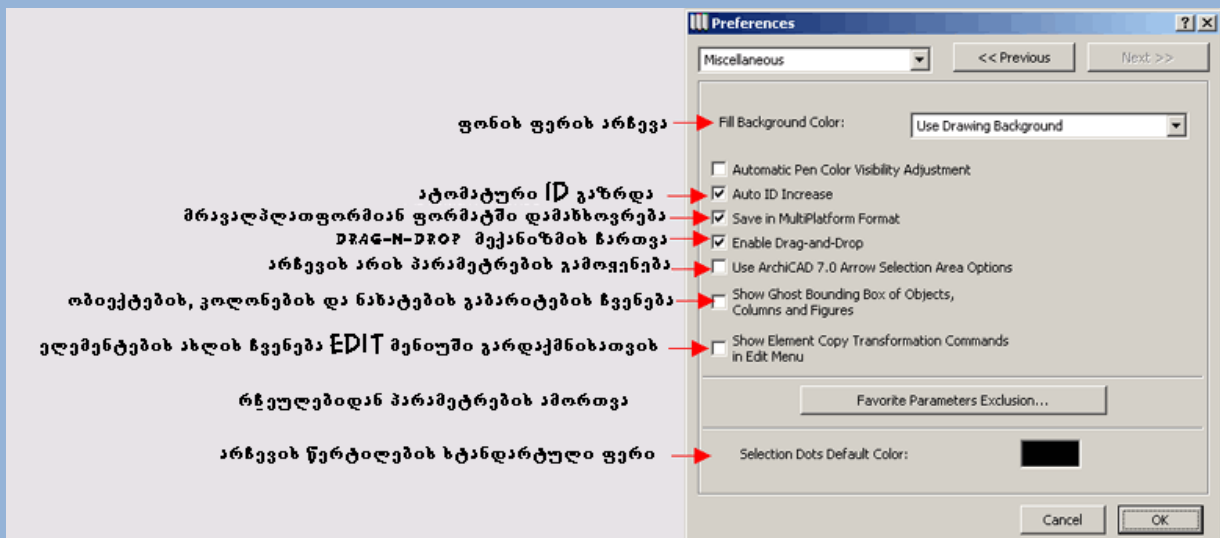 Preferences
Miscellaneous
<< Previous
Next >>
ფონის ფერის არჩევა
Fill Background Color:
Use Drawing Background
Automatic Pen Color Visibility Adjustment
ატომატური ID გაზრდა
Auto ID Increase
მრავალპლათფორმიან ფორმატში დამახსოვრება
Save in MultiPlatform Format
DRAG-N-DROP მექანიზმის ჩართვა
Enable Drag-and-Drop
არჩევის არის პარამეტრების გამოყენება
Use ArchiCAD 7.0 Arrow Selection Area Options
ობიექტების, კოლონების და ნახატების გაბარიტების ჩვენება
Show Ghost Bounding Box of Objects,
Columns and Figures
ელემენტების ახლის ჩვენება EDIT მენიუში გარდაქმნისათვის
Show Element Copy Transformation Commands
in Edit Menu
რჩეულებიდან პარამეტრების ამორთვა
Favorite Parameters Exclusion...
არჩევის წერტილების სტანდარტული ფერი
Selection Dots Default Color:
Cancel
OK